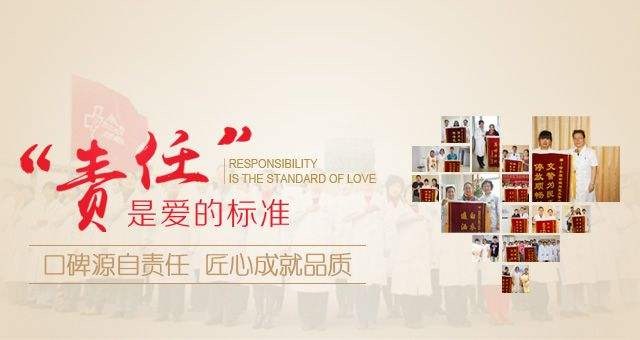 “责任”
RESPONSIBILITY
IS THE STANDARD OF LOVE
是爱的标准
口碑源自责任 匠心成就品质